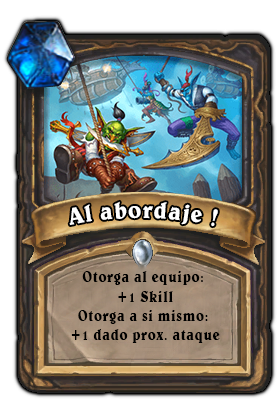 Al abordaje !
Otorga al equipo:
+1 Skill
Otorga a si mismo:
+1 dado prox. ataque